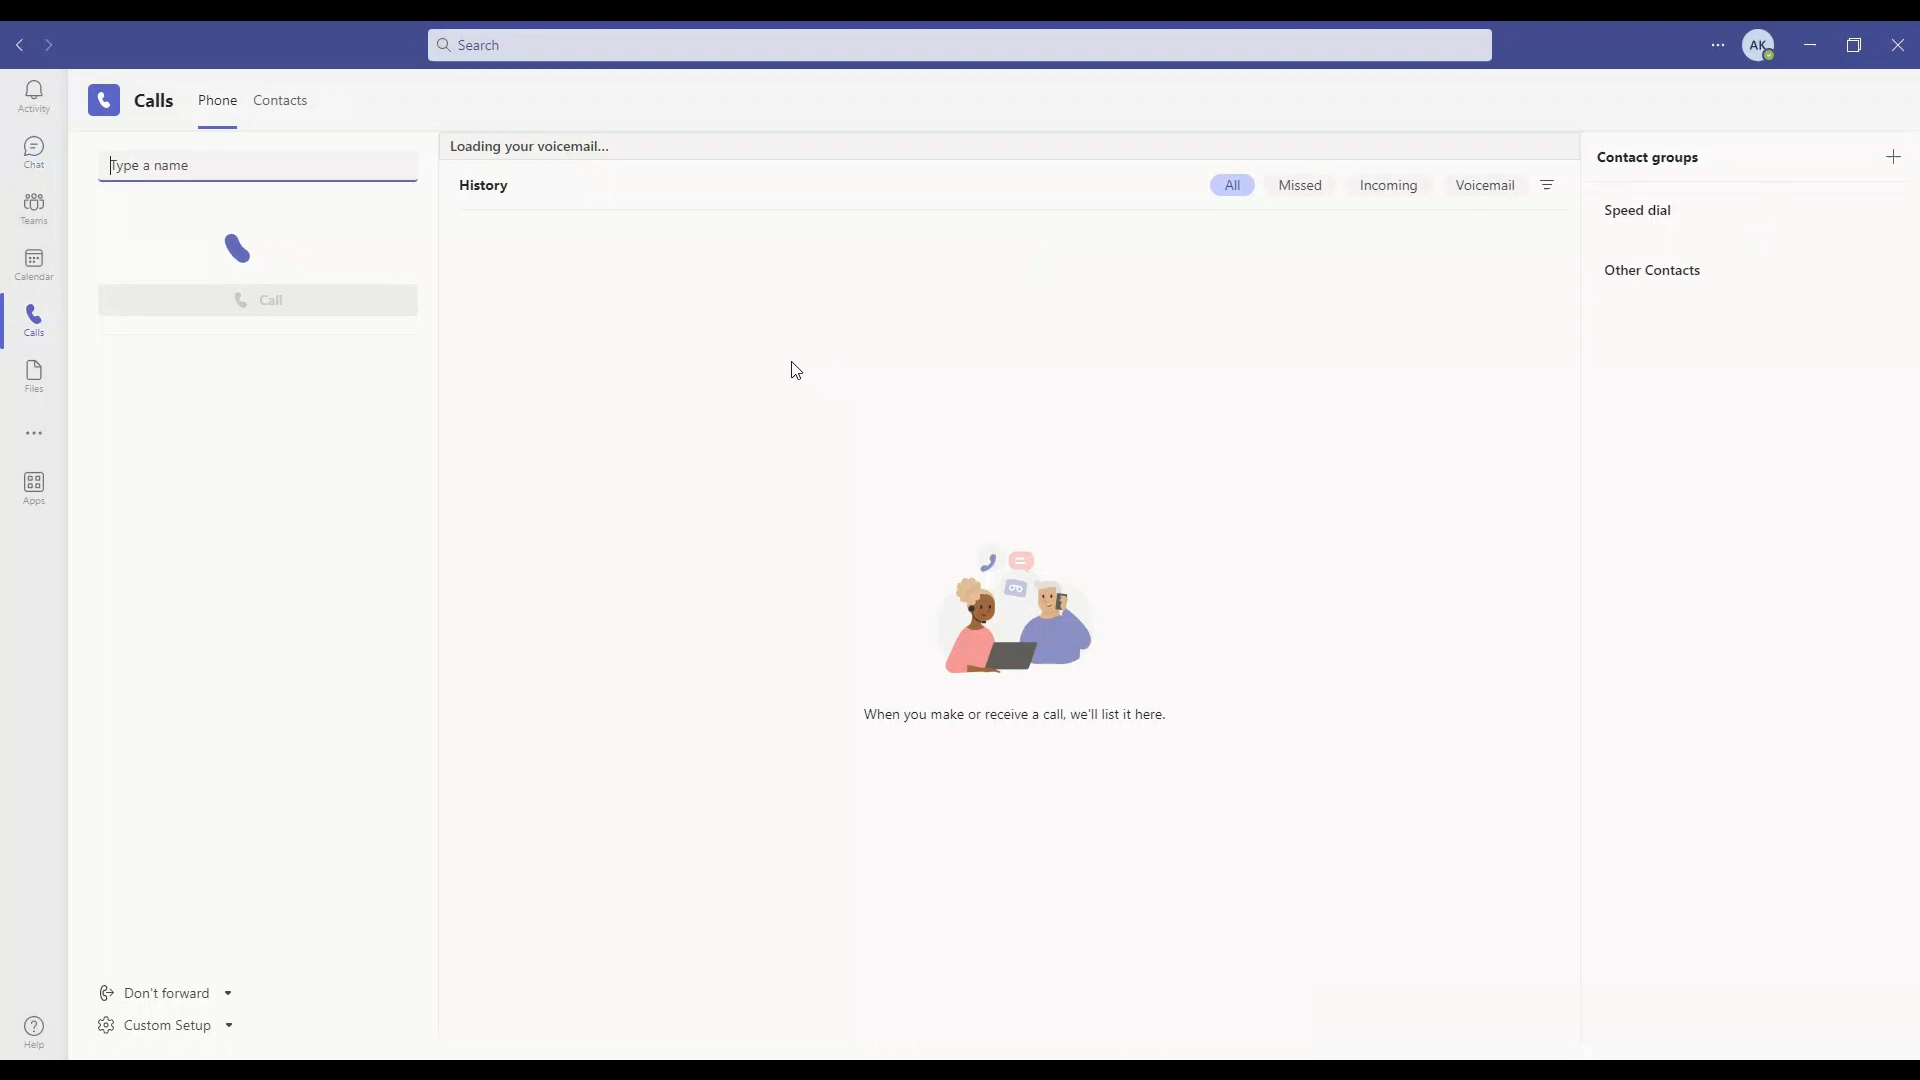 Search
AK
Activity
Chat
Teams
Calendar
Calls
Files
Apps
Help
Calls
Phone
Contacts
Type a name
Call
Don't forward
Custom Setup
Loading your voicemail...
History
All
Missed
Incoming
Voicemail
When you make or receive a call, we'll list it here.
Contact groups
Speed dial
Other Contacts